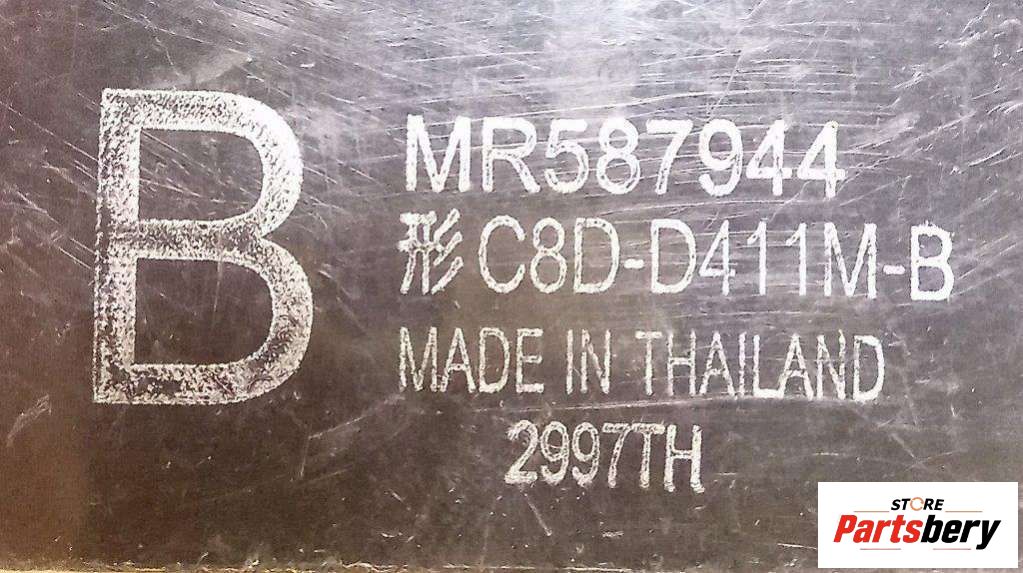 B
MR587944
形 C8D-D411M-B
MADE IN THAILAND
2997TH
STORE
Partsbery